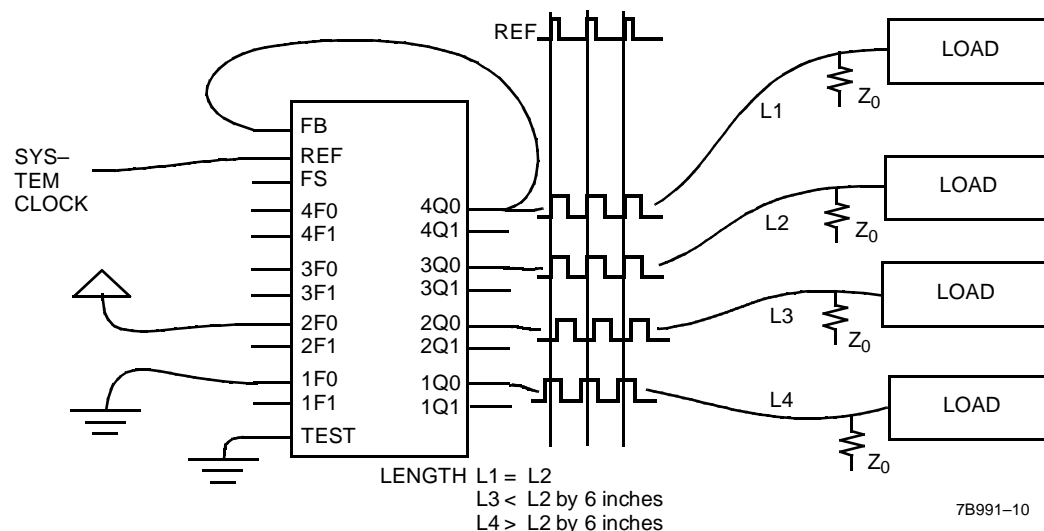 REF
LOAD
Z0
L1
FB
SYS–
TEM
CLOCK
REF
FS
4F0
4F1
3F0
3F1
2F0
2F1
1F0
1F1
TEST
4Q0
4Q1
3Q0
3Q1
2Q0
2Q1
1Q0
1Q1
L2
LOAD
Z0
L3
LOAD
Z0
L4
LOAD
Z0
LENGTH L1 = L2
L3 < L2 by 6 inches
L4 > L2 by 6 inches
7B991–10